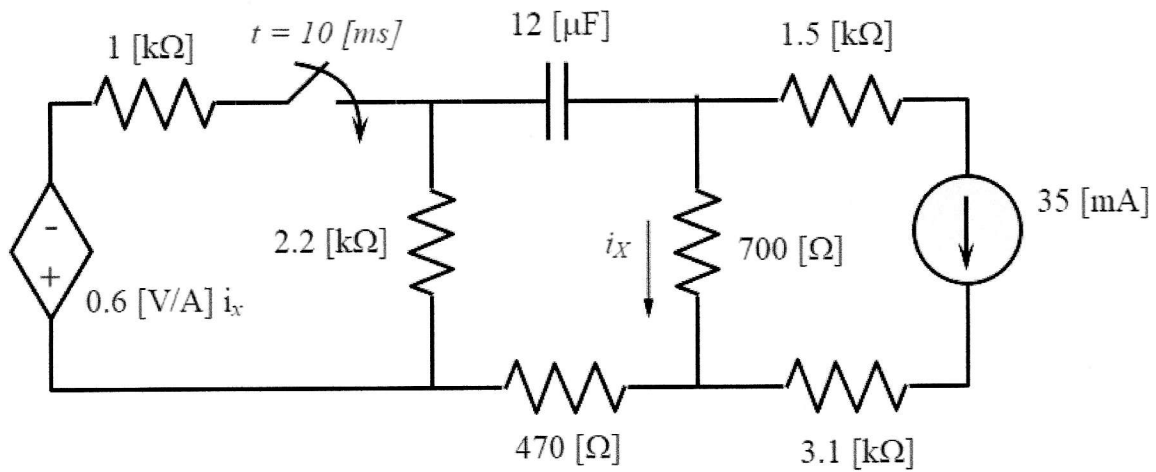 1 [kΩ]
t = 10 [ms]
12 [μF]
1.5 [kΩ]
-
+
0.6 [V/A] iₓ
2.2 [kΩ]
iX
700 [Ω]
35 [mA]
470 [Ω]
3.1 [kΩ]